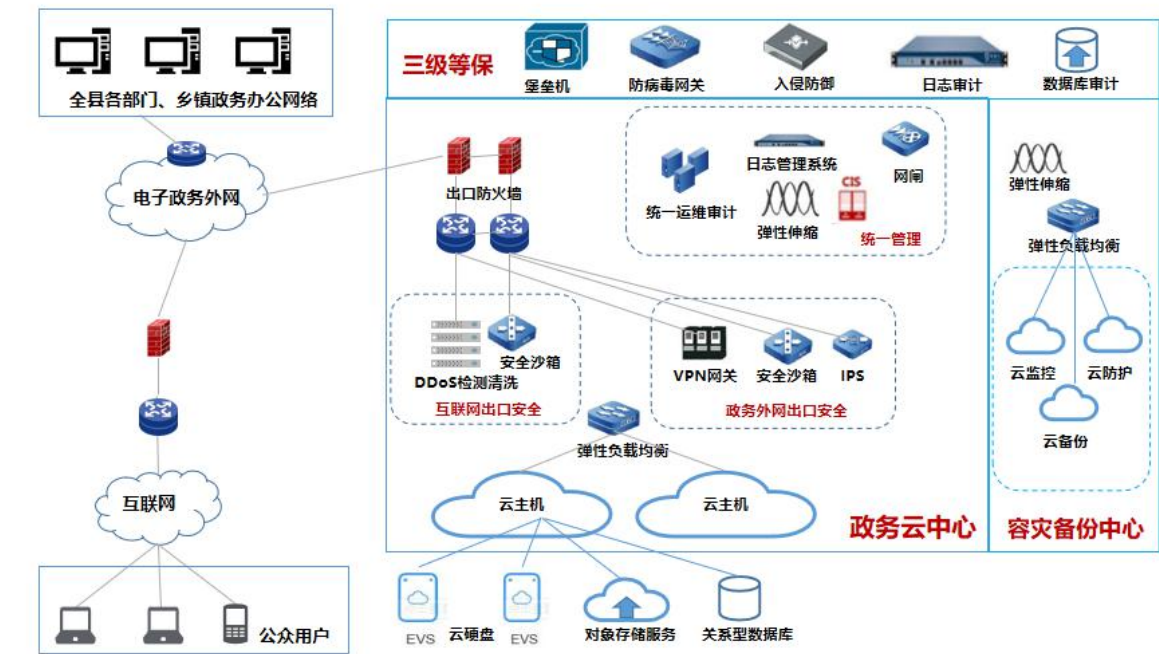 三级等保
堡垒机
防病毒网关
入侵防御
日志审计
数据库审计
全县各部门、乡镇政务办公网络
电子政务外网
出口防火墙
统一运维审计
日志管理系统
弹性伸缩
CIS
网闸
统一管理
弹性伸缩
弹性负载均衡
云监控
云防护
云备份
容灾备份中心
DDoS检测清洗
安全沙箱
互联网出口安全
VPN网关
安全沙箱
IPS
政务外网出口安全
弹性负载均衡
云主机
云主机
政务云中心
互联网
公众用户
EVS
云硬盘
EVS
对象存储服务
关系型数据库